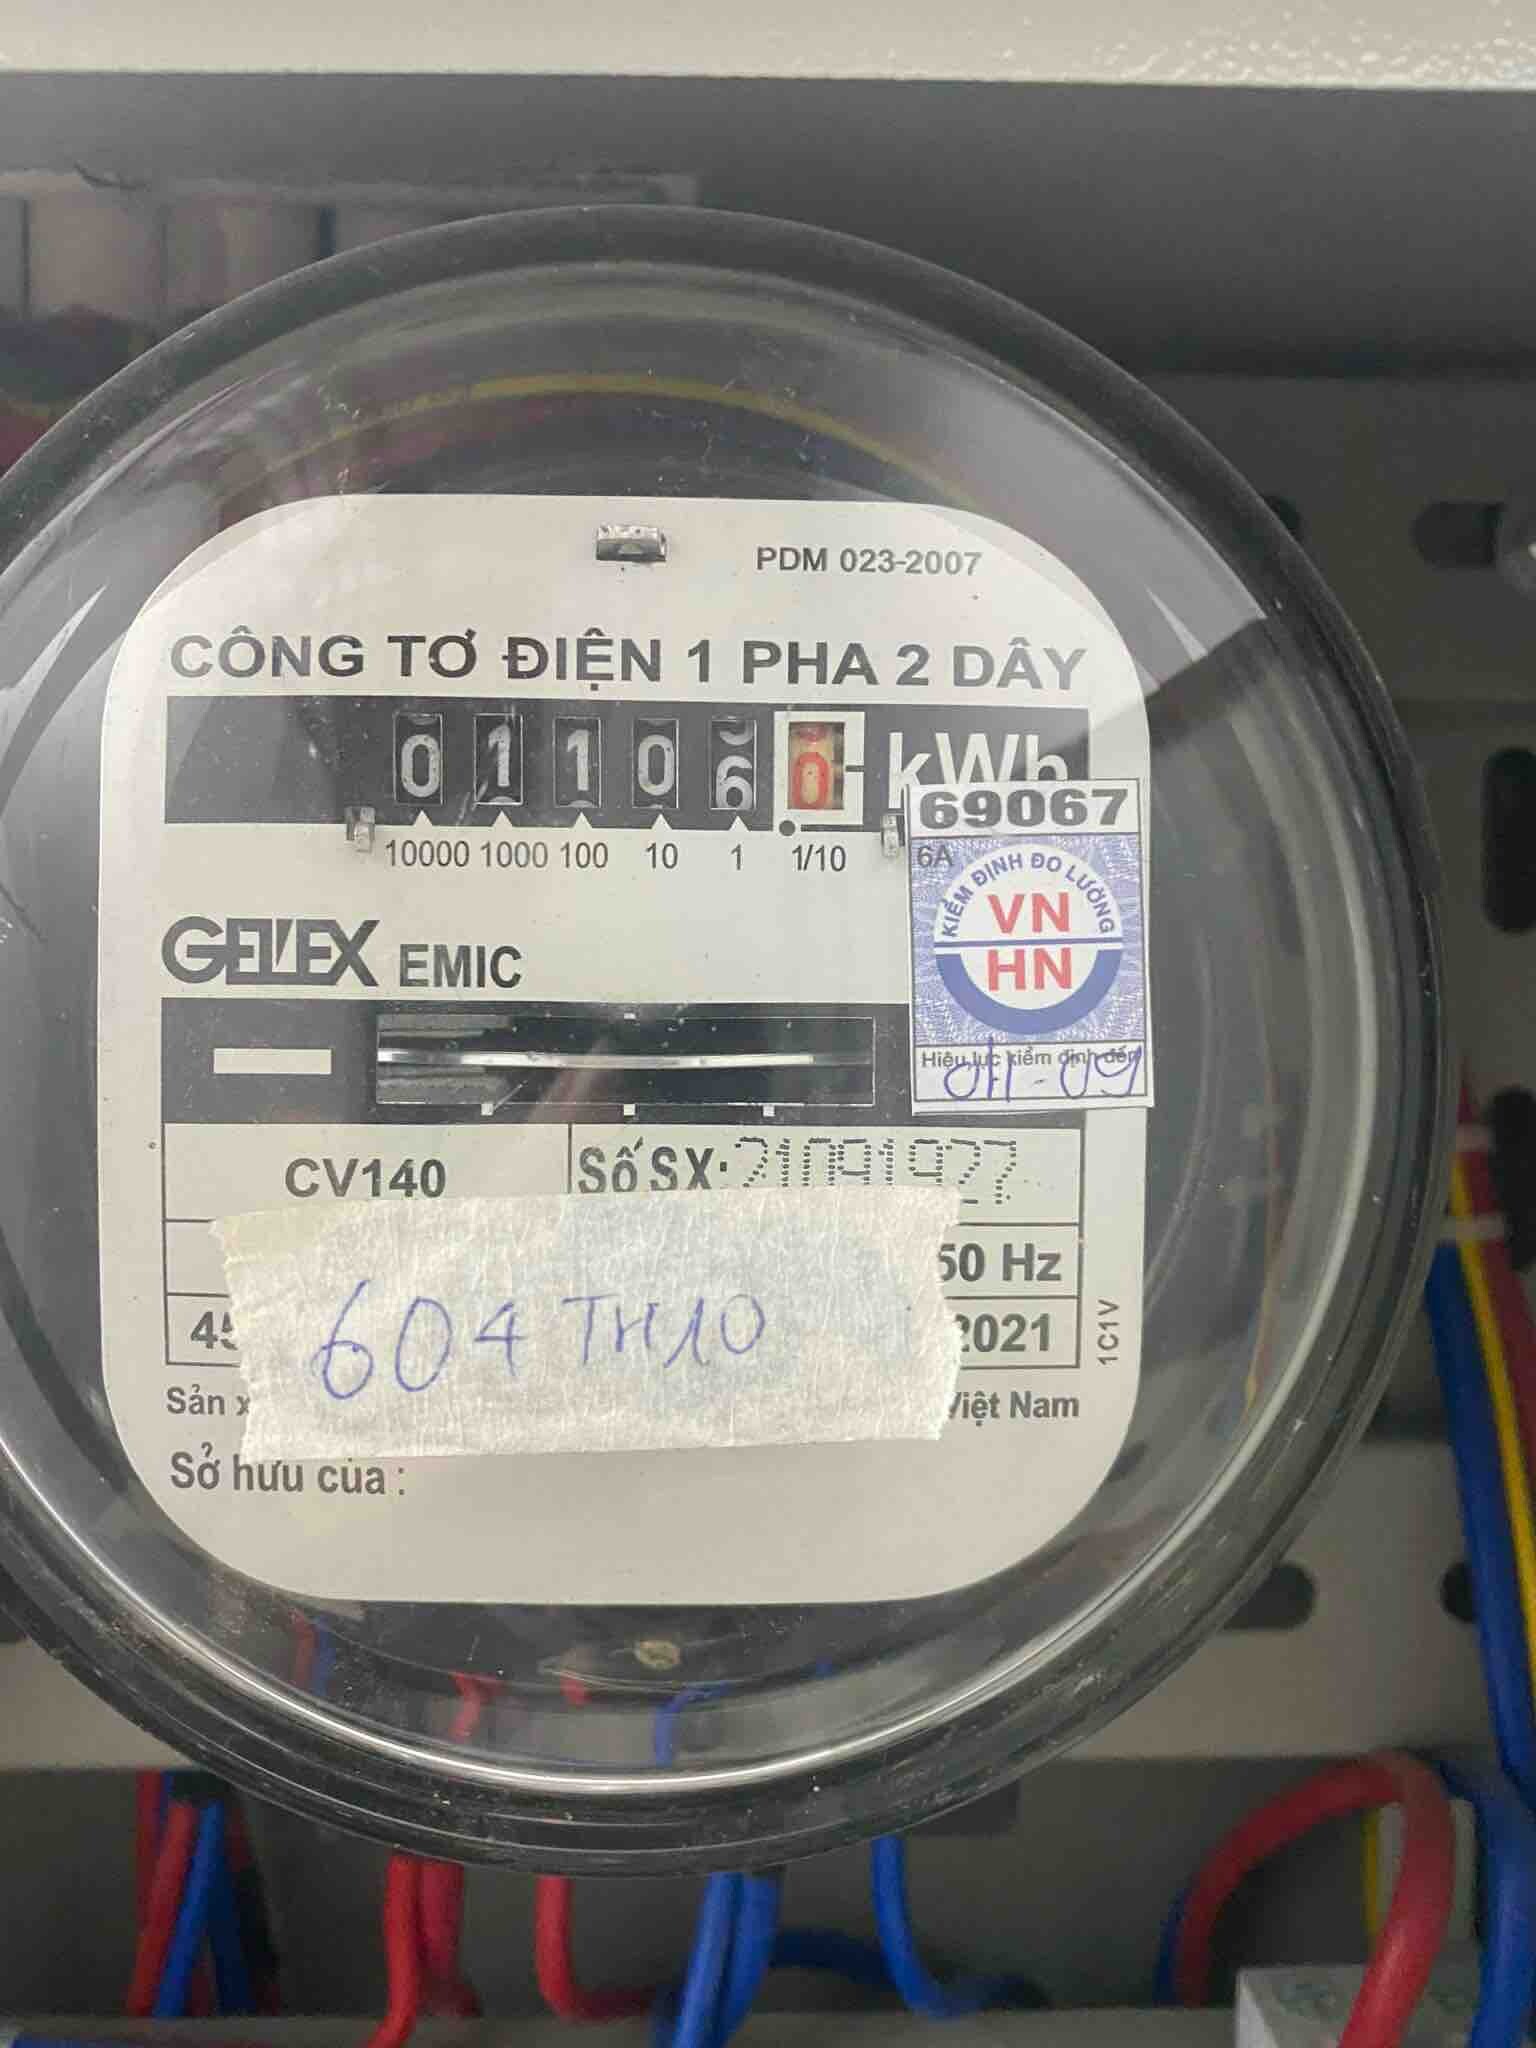 PDM 023-2007
CÔNG TƠ ĐIỆN 1 PHA 2 DÂY
0 1 1 0 6 0 kWh
10000 1000 100 10 1 1/10
69067
6A
KIỂM ĐỊNH ĐO LƯỜNG
VN
HN
Hiệu lực kiểm định đến
GELEX EMIC
CV140
Số SX: 21091927
50 Hz
2021
604 TH10
1C1V
Sản
Việt Nam
Sở hữu của :